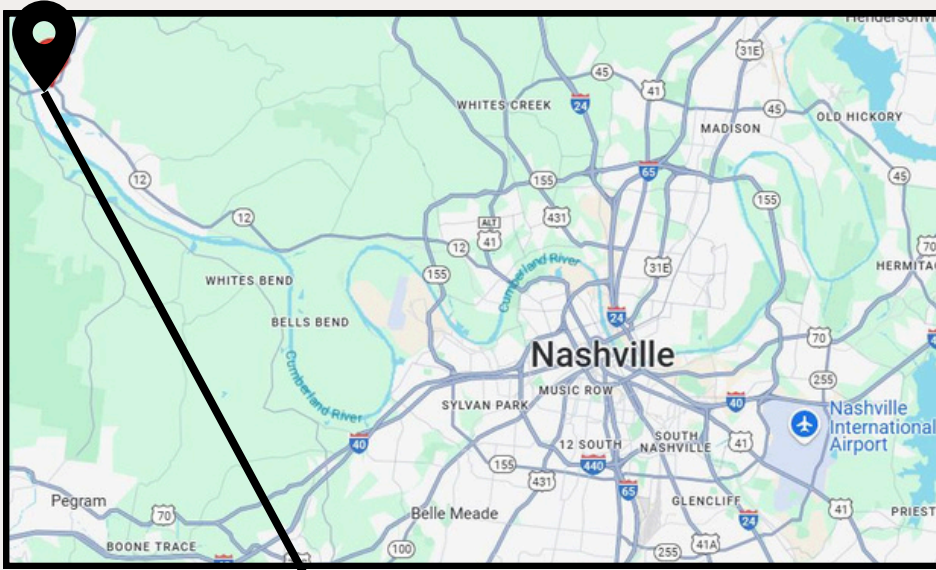 Hendersonvi
31E
45
24
41
WHITES CREEK
45
OLD HICKORY
MADISON
65
45
155
12
155
ALT
41
431
12
12
70
31E
HERMITAG
155
Cumberland River
WHITES BEND
24
BELLS BEND
70
Nashville
Cumberland River
255
MUSIC ROW
40
SYLVAN PARK
Nashville
International
Airport
40
12 SOUTH
SOUTH
NASHVILLE
41
155
440
431
65
Pegram
GLENCLIFF
41
PRIEST
Belle Meade
70
24
BOONE TRACE
100
255
41A